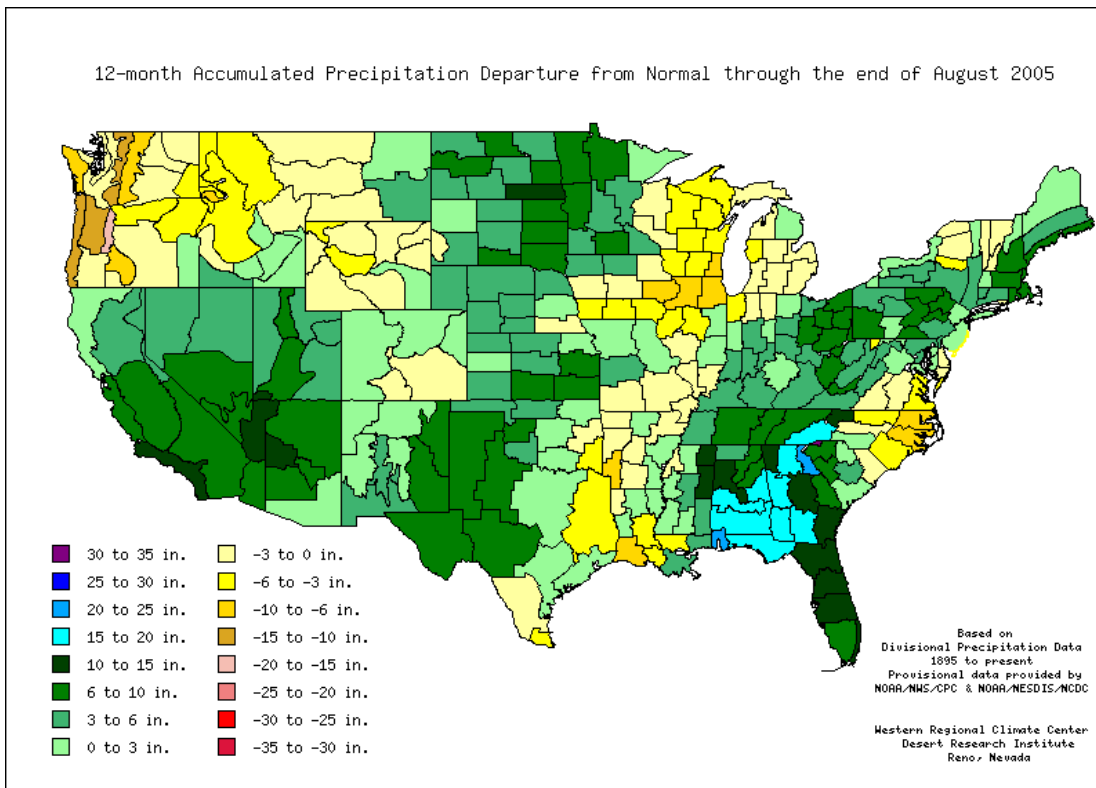 12-month Accumulated Precipitation Departure from Normal through the end of August 2005
30 to 35 in.
25 to 30 in.
20 to 25 in.
15 to 20 in.
10 to 15 in.
6 to 10 in.
3 to 6 in.
0 to 3 in.
-3 to 0 in.
-6 to -3 in.
-10 to -6 in.
-15 to -10 in.
-20 to -15 in.
-25 to -20 in.
-30 to -25 in.
-35 to -30 in.
Based on
Divisional Precipitation Data
1895 to present
Provisional data provided by
NOAA/NWS/CPC & NOAA/NESDIS/NCDC
Western Regional Climate Center
Desert Research Institute
Reno, Nevada